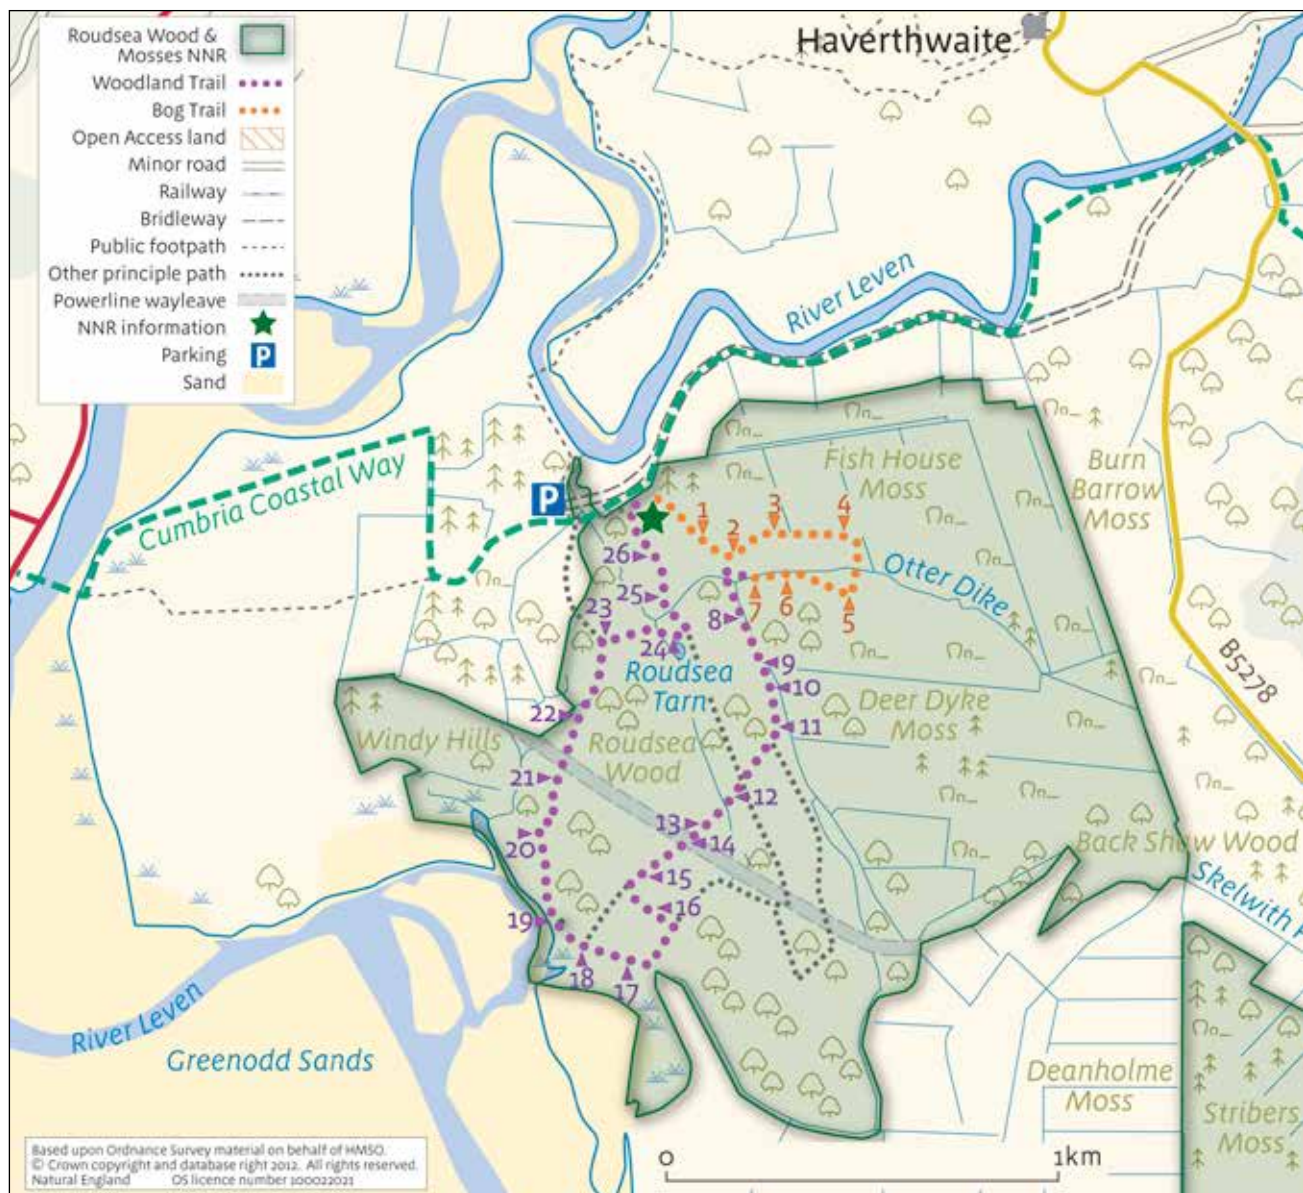 Roudsea Wood &
Mosses NNR
Woodland Trail
Bog Trail
Open Access land
Minor road
Railway
Bridleway
Public footpath
Other principle path
Powerline wayleave
NNR information
Parking
P
Sand
Haverthwaite
River Leven
Cumbria Coastal Way
P
Fish House
Moss
Burn
Barrow
Moss
1
2
3
4
Otter Dike
26
25
7
6
5
8
23
24
Roudsea
Tarn
9
10
B5278
22
11
Deer Dyke
Moss
Windy Hills
Roudsea
Wood
21
12
13
14
20
Back Shaw Wood
15
16
Skelwith
19
18
17
River Leven
Greenodd Sands
Deanholme
Moss
Stribers
Moss
Based upon Ordnance Survey material on behalf of HMSO.
© Crown copyright and database right 2012. All rights reserved.
Natural England OS licence number 100022021
0 1km